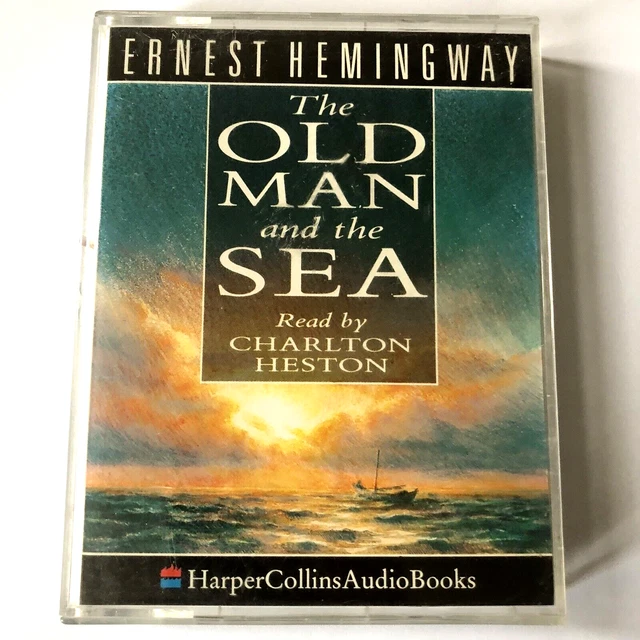 ERNEST HEMINGWAY
The
OLD
MAN
and the
SEA
Read by
CHARLTON
HESTON
HarperCollinsAudioBooks